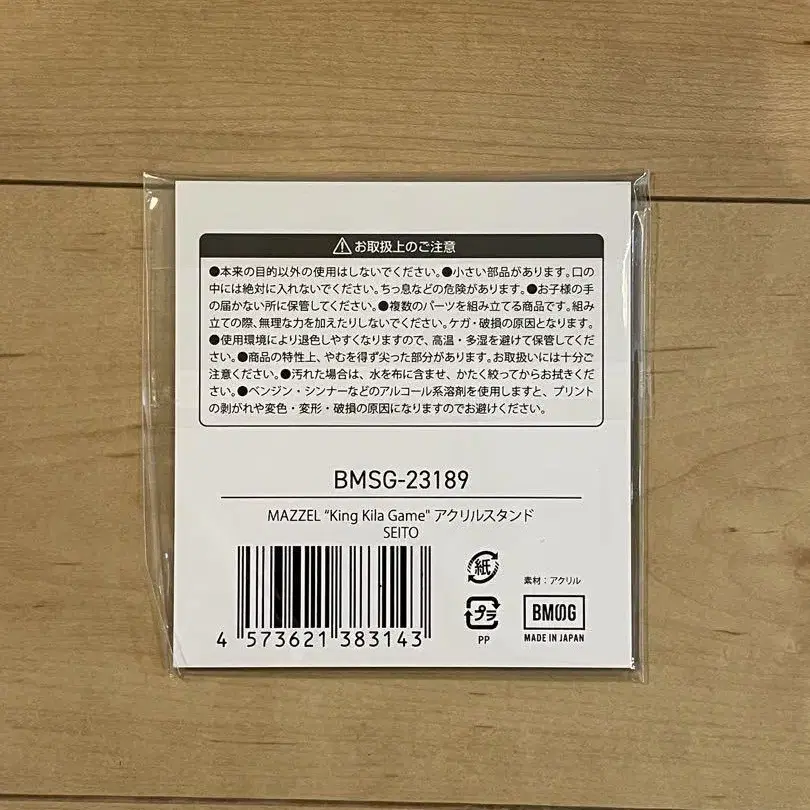 ⚠お取扱上のご注意
●本来の目的以外の使用はしないでください。●小さい部品があります。口の
中には絶対に入れないでください。ちっ息などの危険があります。●お子様の手
の届かない所に保管してください。●複数のパーツを組み立てる商品です。組み
立ての際、無理な力を加えたりしないでください。ケガ・破損の原因となります。
●使用環境により退色しやすくなりますので、高温・多湿を避けて保管してくださ
い。●商品の特性上、やむを得ず尖った部分があります。お取扱いには十分ご
注意ください。●汚れた場合は、水を布に含ませ、かたく絞ってからお拭きくだ
さい。●ベンジン・シンナーなどのアルコール系溶剤を使用しますと、プリント
の剥がれや変色・変形・破損の原因になりますのでお避けください。
BMSG-23189
MAZZEL “King Kila Game" アクリルスタンド
SEITO
4 573621 383143
紙
プラ
PP
素材：アクリル
BMSG
MADE IN JAPAN